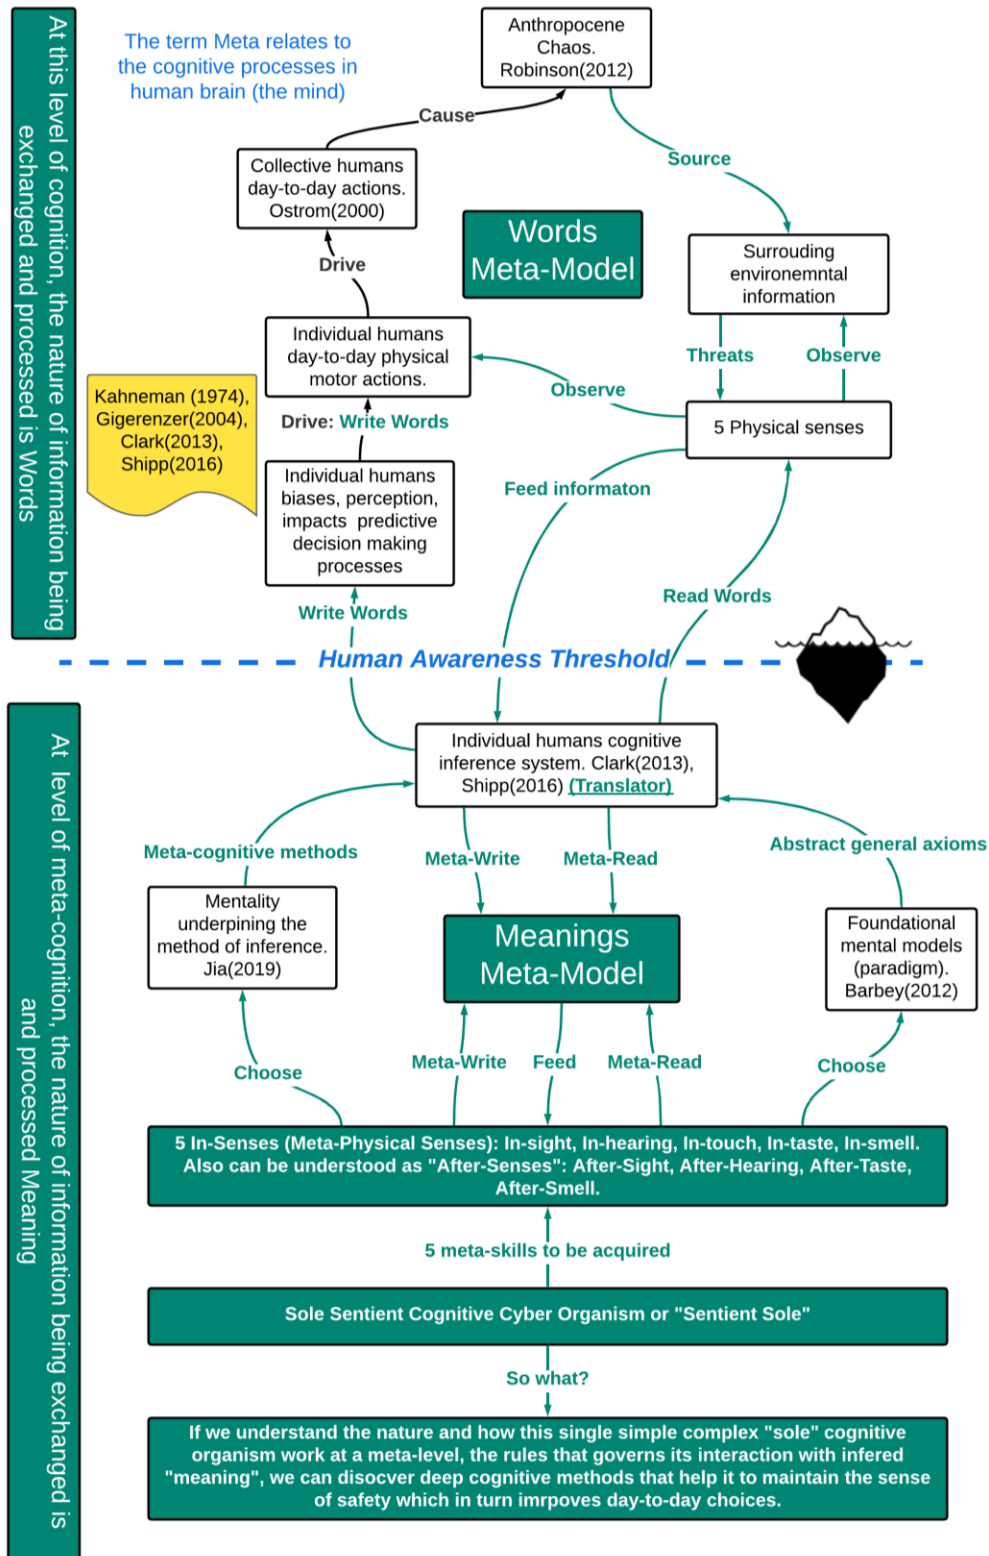 At this level of cognition, the nature of information being
exchanged and processed is Words
The term Meta relates to
the cognitive processes in
human brain (the mind)
Anthropocene
Chaos.
Robinson(2012)
Cause
Source
Collective humans
day-to-day actions.
Ostrom(2000)
Words
Meta-Model
Surrouding
environemntal
information
Drive
Individual humans
day-to-day physical
motor actions.
Threats
Observe
Observe
Kahneman (1974),
Gigerenzer(2004),
Clark(2013),
Shipp(2016)
Drive: Write Words
5 Physical senses
Individual humans
biases, perception,
impacts predictive
decision making
processes
Feed informaton
Write Words
Read Words
Human Awareness Threshold
At level of meta-cognition, the nature of information being exchanged is
and processed Meaning
Individual humans cognitive
inference system. Clark(2013),
Shipp(2016) (Translator)
Meta-cognitive methods
Meta-Write
Meta-Read
Abstract general axioms
Mentality
underpining the
method of inference.
Jia(2019)
Meanings
Meta-Model
Foundational
mental models
(paradigm).
Barbey(2012)
Choose
Meta-Write
Feed
Meta-Read
Choose
5 In-Senses (Meta-Physical Senses): In-sight, In-hearing, In-touch, In-taste, In-smell.
Also can be understood as "After-Senses": After-Sight, After-Hearing, After-Taste,
After-Smell.
5 meta-skills to be acquired
Sole Sentient Cognitive Cyber Organism or "Sentient Sole"
So what?
If we understand the nature and how this single simple complex "sole" cognitive
organism work at a meta-level, the rules that governs its interaction with infered
"meaning", we can disocver deep cognitive methods that help it to maintain the sense
of safety which in turn imrpoves day-to-day choices.